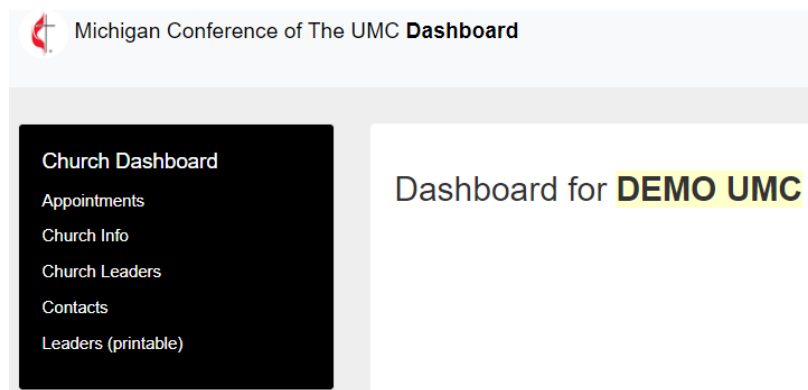 Michigan Conference of The UMC Dashboard
Church Dashboard
Appointments
Church Info
Church Leaders
Contacts
Leaders (printable)
Dashboard for DEMO UMC